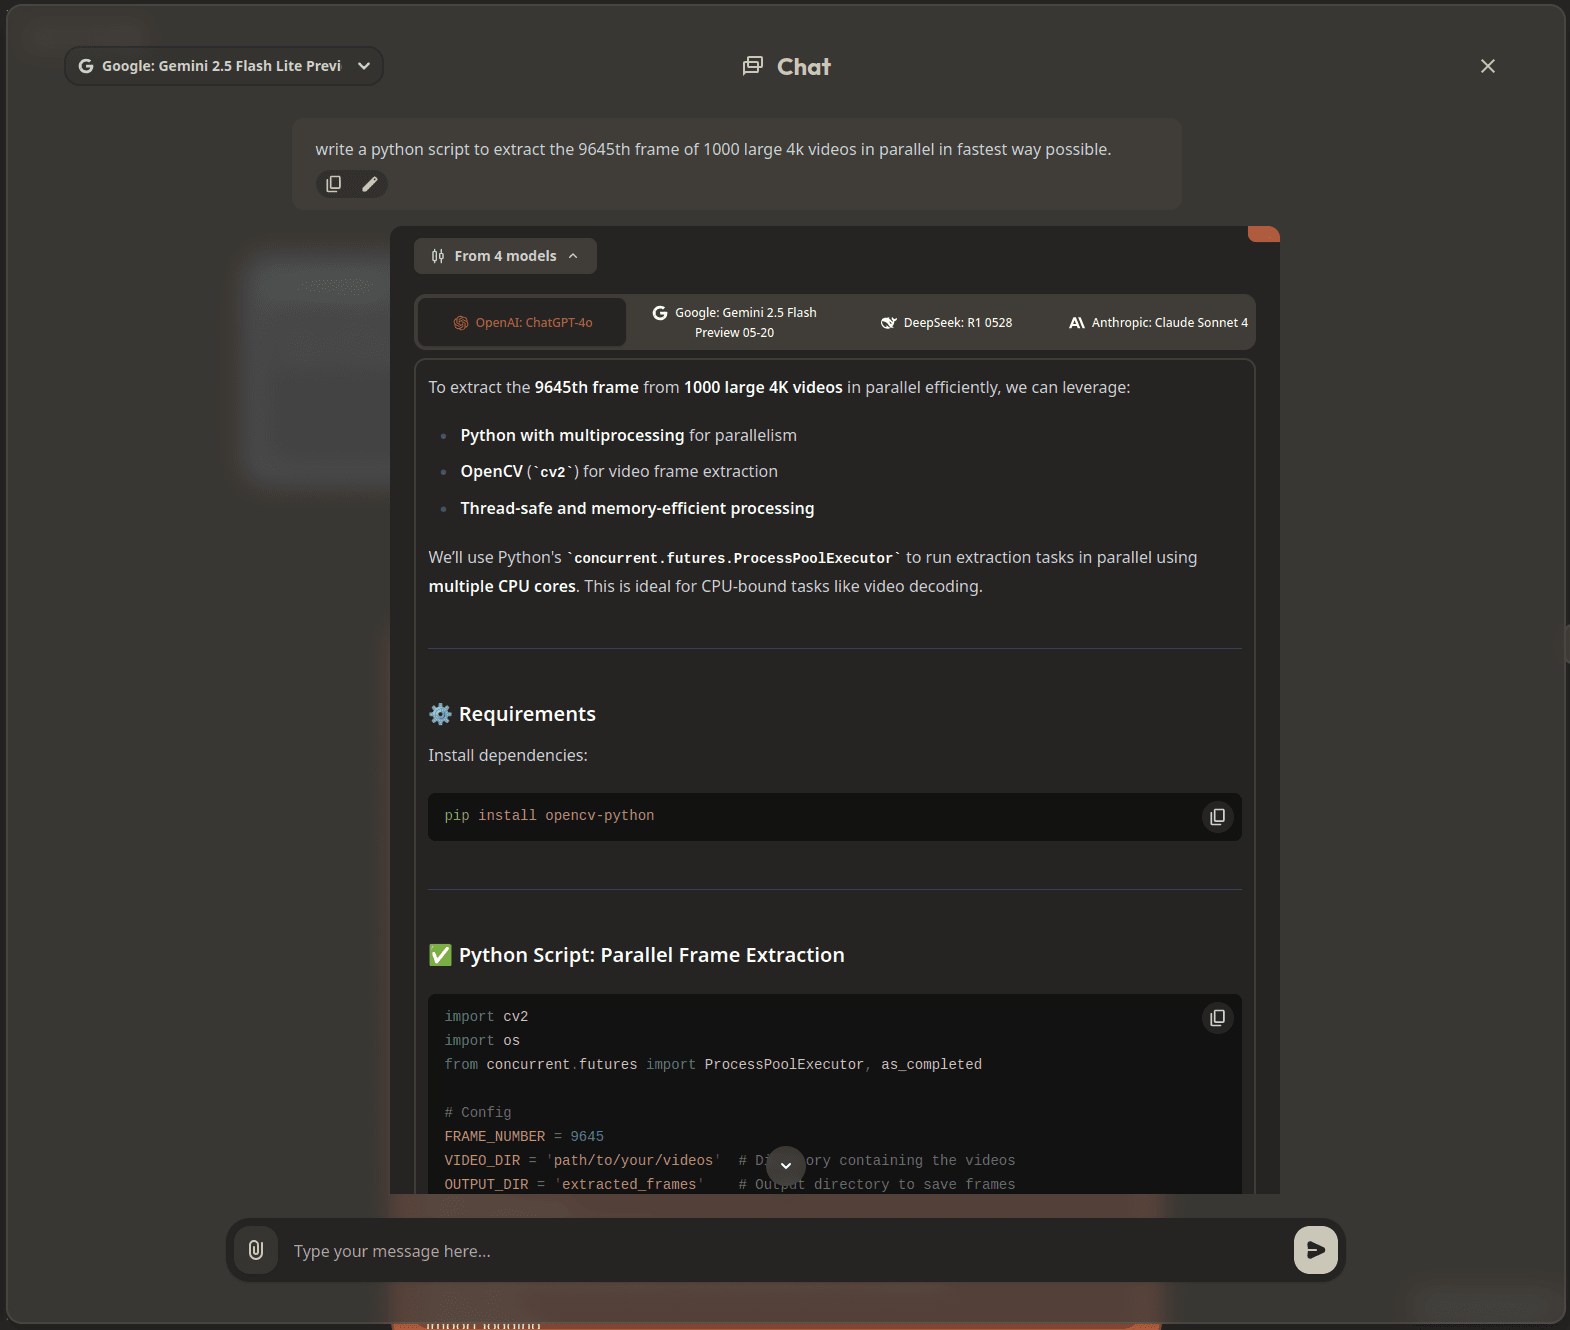 Google: Gemini 2.5 Flash Lite Previ
Chat
write a python script to extract the 9645th frame of 1000 large 4k videos in parallel in fastest way possible.
From 4 models
OpenAI: ChatGPT-4o
Google: Gemini 2.5 Flash
Preview 05-20
DeepSeek: R1 0528
Anthropic: Claude Sonnet 4
To extract the 9645th frame from 1000 large 4K videos in parallel efficiently, we can leverage:
Python with multiprocessing for parallelism
OpenCV (`cv2`) for video frame extraction
Thread-safe and memory-efficient processing
We’ll use Python's `concurrent.futures.ProcessPoolExecutor` to run extraction tasks in parallel using
multiple CPU cores. This is ideal for CPU-bound tasks like video decoding.
Requirements
Install dependencies:
pip install opencv-python
Python Script: Parallel Frame Extraction
import cv2
import os
from concurrent.futures import ProcessPoolExecutor, as_completed
# Config
FRAME_NUMBER = 9645
VIDEO_DIR = 'path/to/your/videos'  # Di ory containing the videos
OUTPUT_DIR = 'extracted_frames'    # Output directory to save frames
Type your message here...
import logging